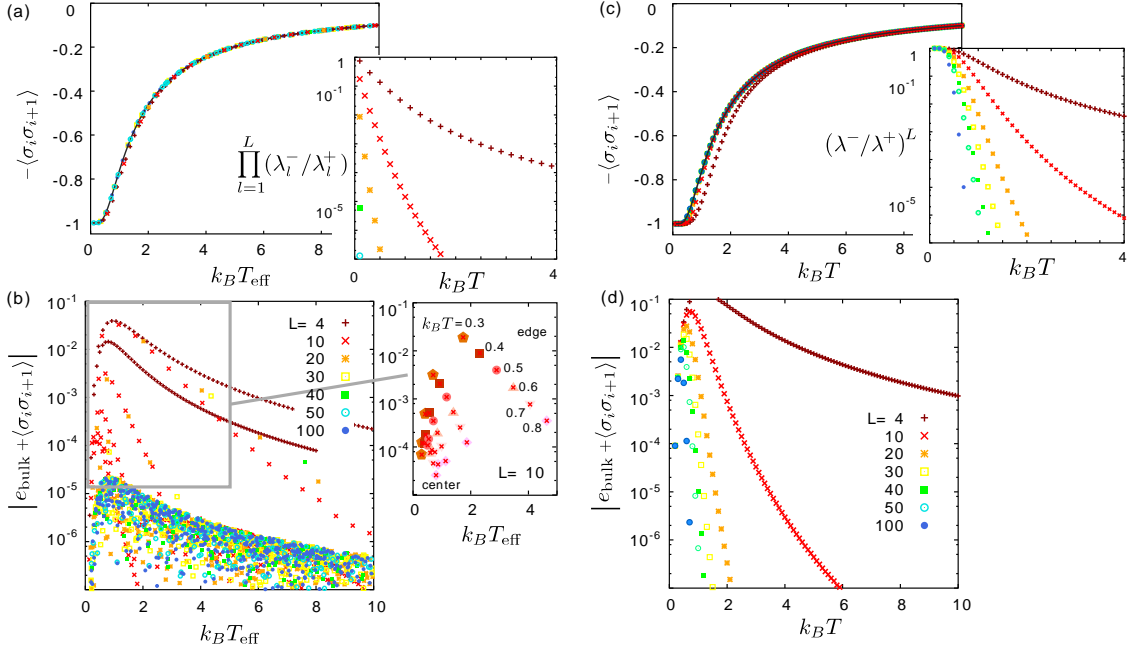 (a)
0
-0.2
-0.4
-0.6
-0.8
-1
−⟨σ_i σ_{i+1}⟩
0 2 4 6 8
k_B T_eff
10^{-1}
10^{-5}
∏_{l=1}^{L} (λ_l^-/λ_l^+)
0 2 4
k_B T
(b)
10^{-1}
10^{-2}
10^{-3}
10^{-4}
10^{-5}
10^{-6}
|e_bulk + ⟨σ_i σ_{i+1}⟩|
L= 4
10
20
30
40
50
100
0 2 4 6 8 10
k_B T_eff
10^{-1}
10^{-2}
10^{-3}
10^{-4}
k_B T = 0.3
edge
0.4
0.5
0.6
0.7
0.8
center
L= 10
0 2 4
k_B T_eff
(c)
0
-0.2
-0.4
-0.6
-0.8
-1
−⟨σ_i σ_{i+1}⟩
0 2 4 6 8
k_B T
10^{-1}
10^{-5}
(λ^-/λ^+)^L
0 2 4
k_B T
(d)
10^{-1}
10^{-2}
10^{-3}
10^{-4}
10^{-5}
10^{-6}
|e_bulk + ⟨σ_i σ_{i+1}⟩|
L= 4
10
20
30
40
50
100
0 2 4 6 8 10
k_B T